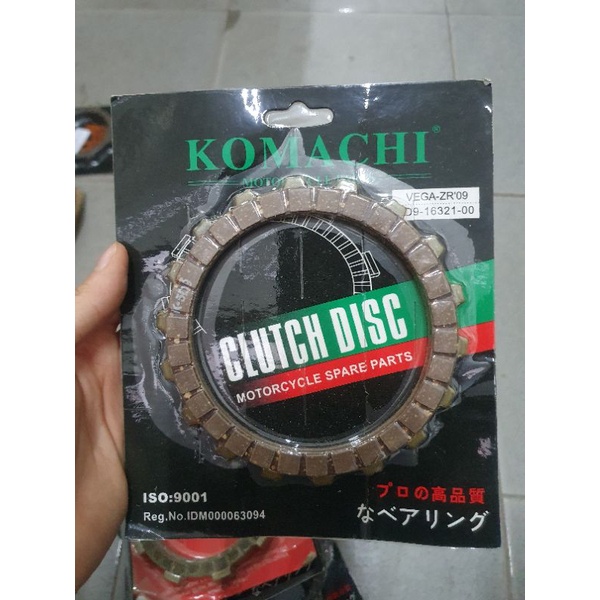 KOMACHI®
VEGA-ZR'09
D9-16321-00
CLUTCH DISC
MOTORCYCLE SPARE PARTS
ISO:9001
Reg.No.IDM000063094
プロの高品質
なベアリング